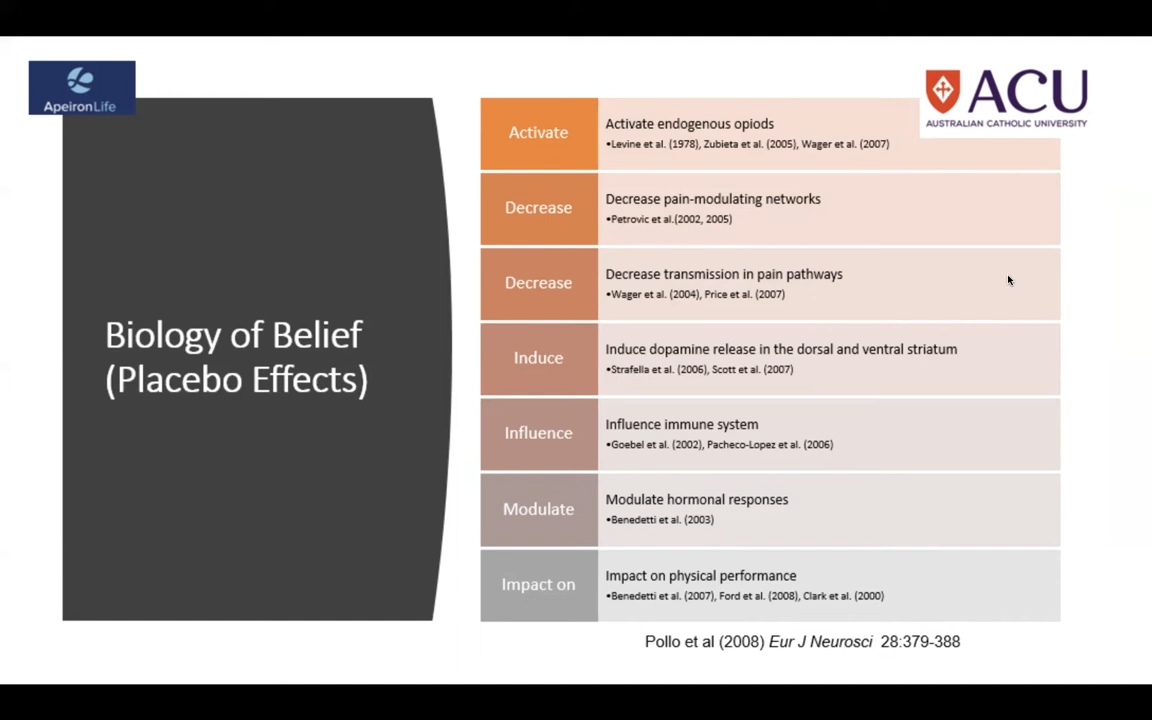 ApeironLife
ACU
AUSTRALIAN CATHOLIC UNIVERSITY
Biology of Belief
(Placebo Effects)
Activate
Activate endogenous opiods
•Levine et al. (1978), Zubieta et al. (2005), Wager et al. (2007)
Decrease
Decrease pain-modulating networks
•Petrovic et al.(2002, 2005)
Decrease
Decrease transmission in pain pathways
•Wager et al. (2004), Price et al. (2007)
Induce
Induce dopamine release in the dorsal and ventral striatum
•Strafella et al. (2006), Scott et al. (2007)
Influence
Influence immune system
•Goebel et al. (2002), Pacheco-Lopez et al. (2006)
Modulate
Modulate hormonal responses
•Benedetti et al. (2003)
Impact on
Impact on physical performance
•Benedetti et al. (2007), Ford et al. (2008), Clark et al. (2000)
Pollo et al (2008) Eur J Neurosci 28:379-388